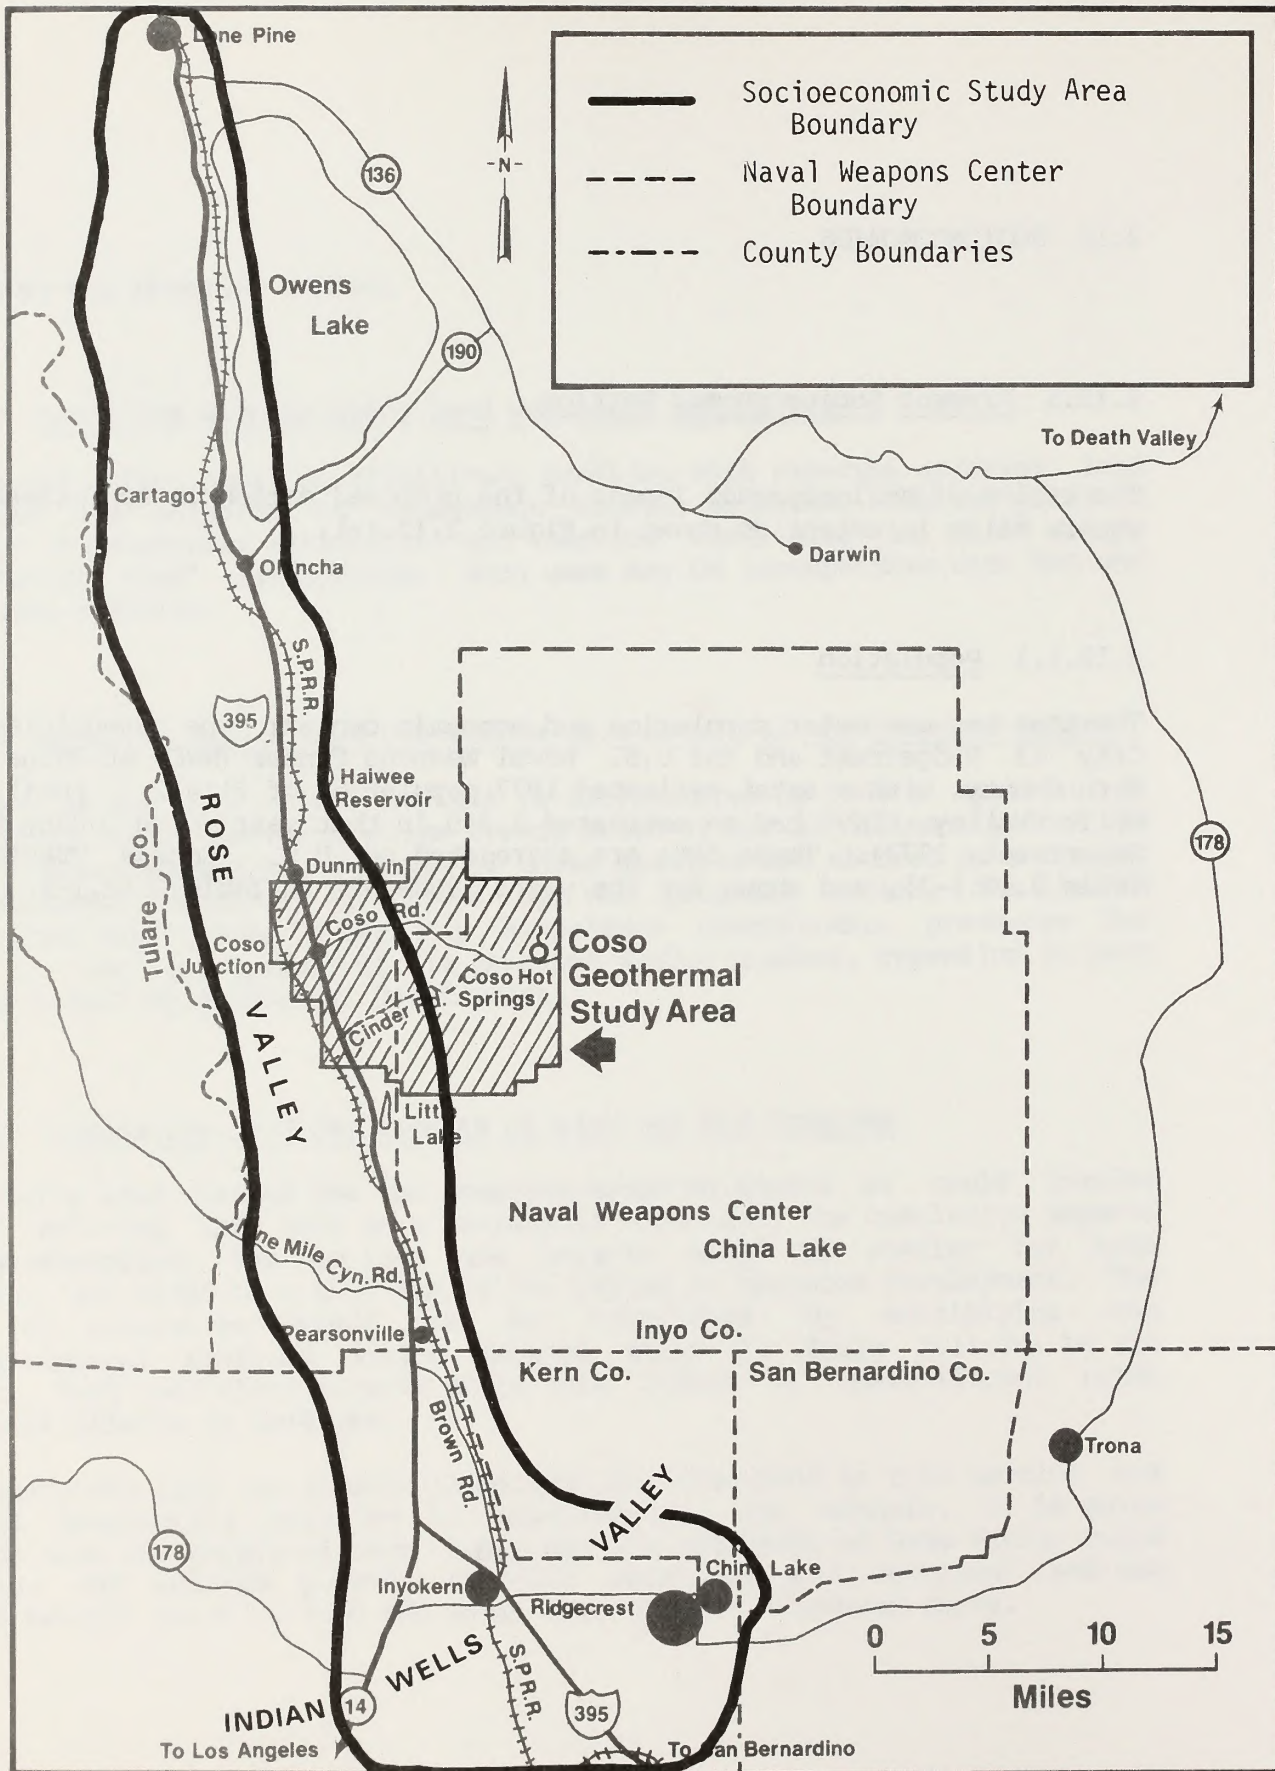 Lone Pine
Socioeconomic Study Area
Boundary
Naval Weapons Center
Boundary
County Boundaries
-N-
136
Owens
Lake
190
To Death Valley
Cartago
Olancha
Darwin
S.P.R.R.
395
Haiwee
Reservoir
ROSE
VALLEY
Tulare Co.
178
Dunmovin
Coso Rd.
Coso
Junction
Coso Hot
Springs
Cinder Rd.
Coso
Geothermal
Study Area
Little
Lake
Naval Weapons Center
China Lake
Nine Mile Cyn. Rd.
Pearsonville
Inyo Co.
Kern Co.
San Bernardino Co.
Brown Rd.
Trona
VALLEY
178
China Lake
Inyokern
Ridgecrest
INDIAN
WELLS
S.P.R.R.
14
395
To Los Angeles
To San Bernardino
0 5 10 15
Miles